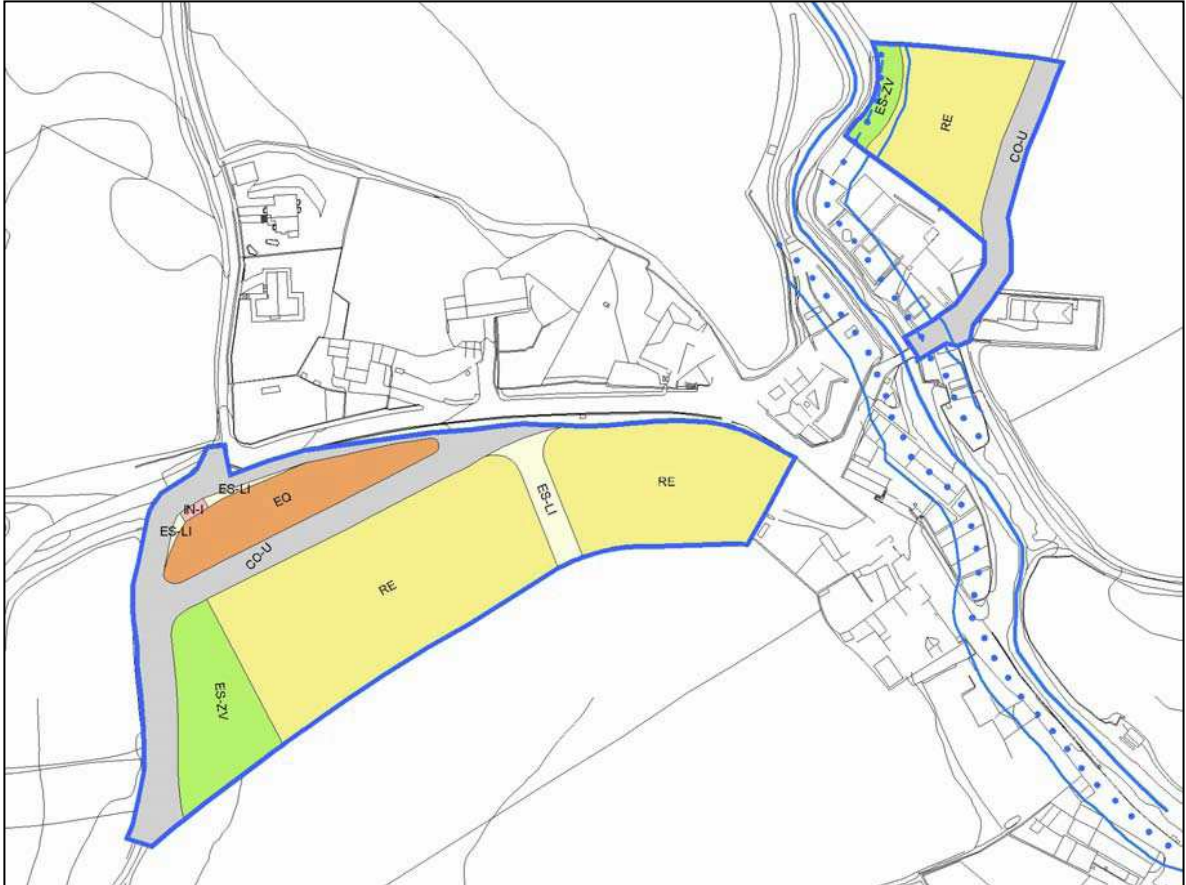 ES-ZV
RE
CO-U
ES-LI
EQ
IN-I
ES-LI
CO-U
RE
ES-LI
RE
ES-ZV